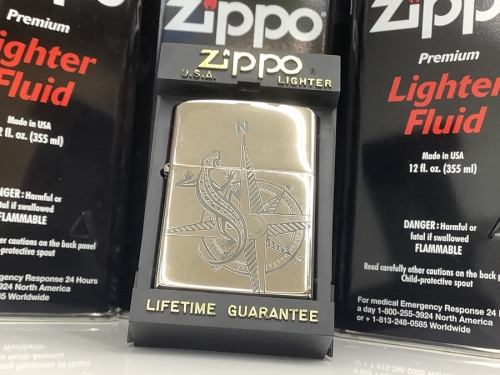 Zippo
Premium
Lighter
Fluid
Made in USA
12 fl. oz. (355 ml)
DANGER: Harmful or
fatal if swallowed
FLAMMABLE
other cautions on the back panel
d-protective spout
Emergency Response 24 Hours
-3924 North America
0585 Worldwide
Zippo
Zippo
U.S.A. LIGHTER
N
LIFETIME GUARANTEE
Zippo
Premium
Lighter
Fluid
Made in USA
12 fl. oz. (355 ml)
DANGER: Harmful or
fatal if swallowed
FLAMMABLE
Read carefully other cautions on the back
Child-protective spout
For medical Emergency Response 24
a day 1-800-255-3924 North America
or + 1-813-248-0585 Worldwide